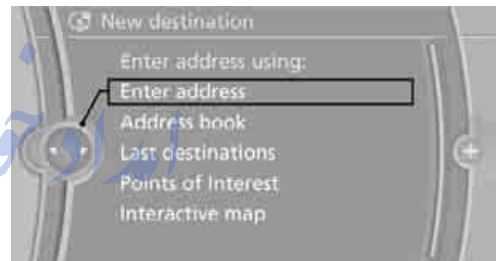 New destination
Enter address using:
Enter address
Address book
Last destinations
Points of Interest
Interactive map